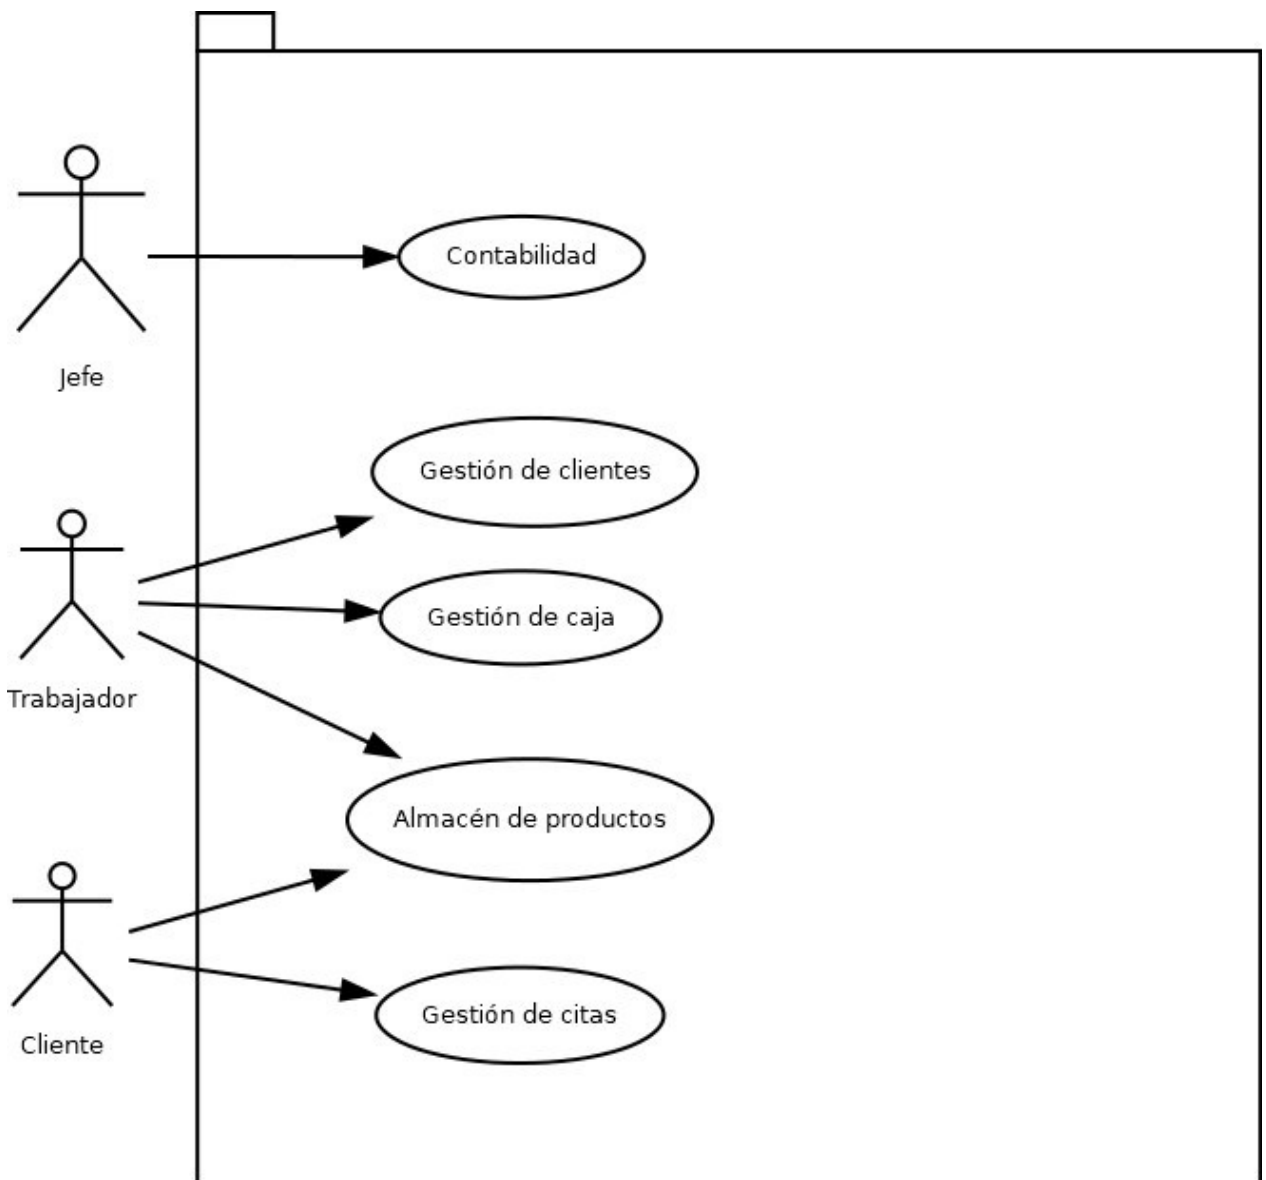 Contabilidad
Jefe
Gestión de clientes
Gestión de caja
Trabajador
Almacén de productos
Gestión de citas
Cliente